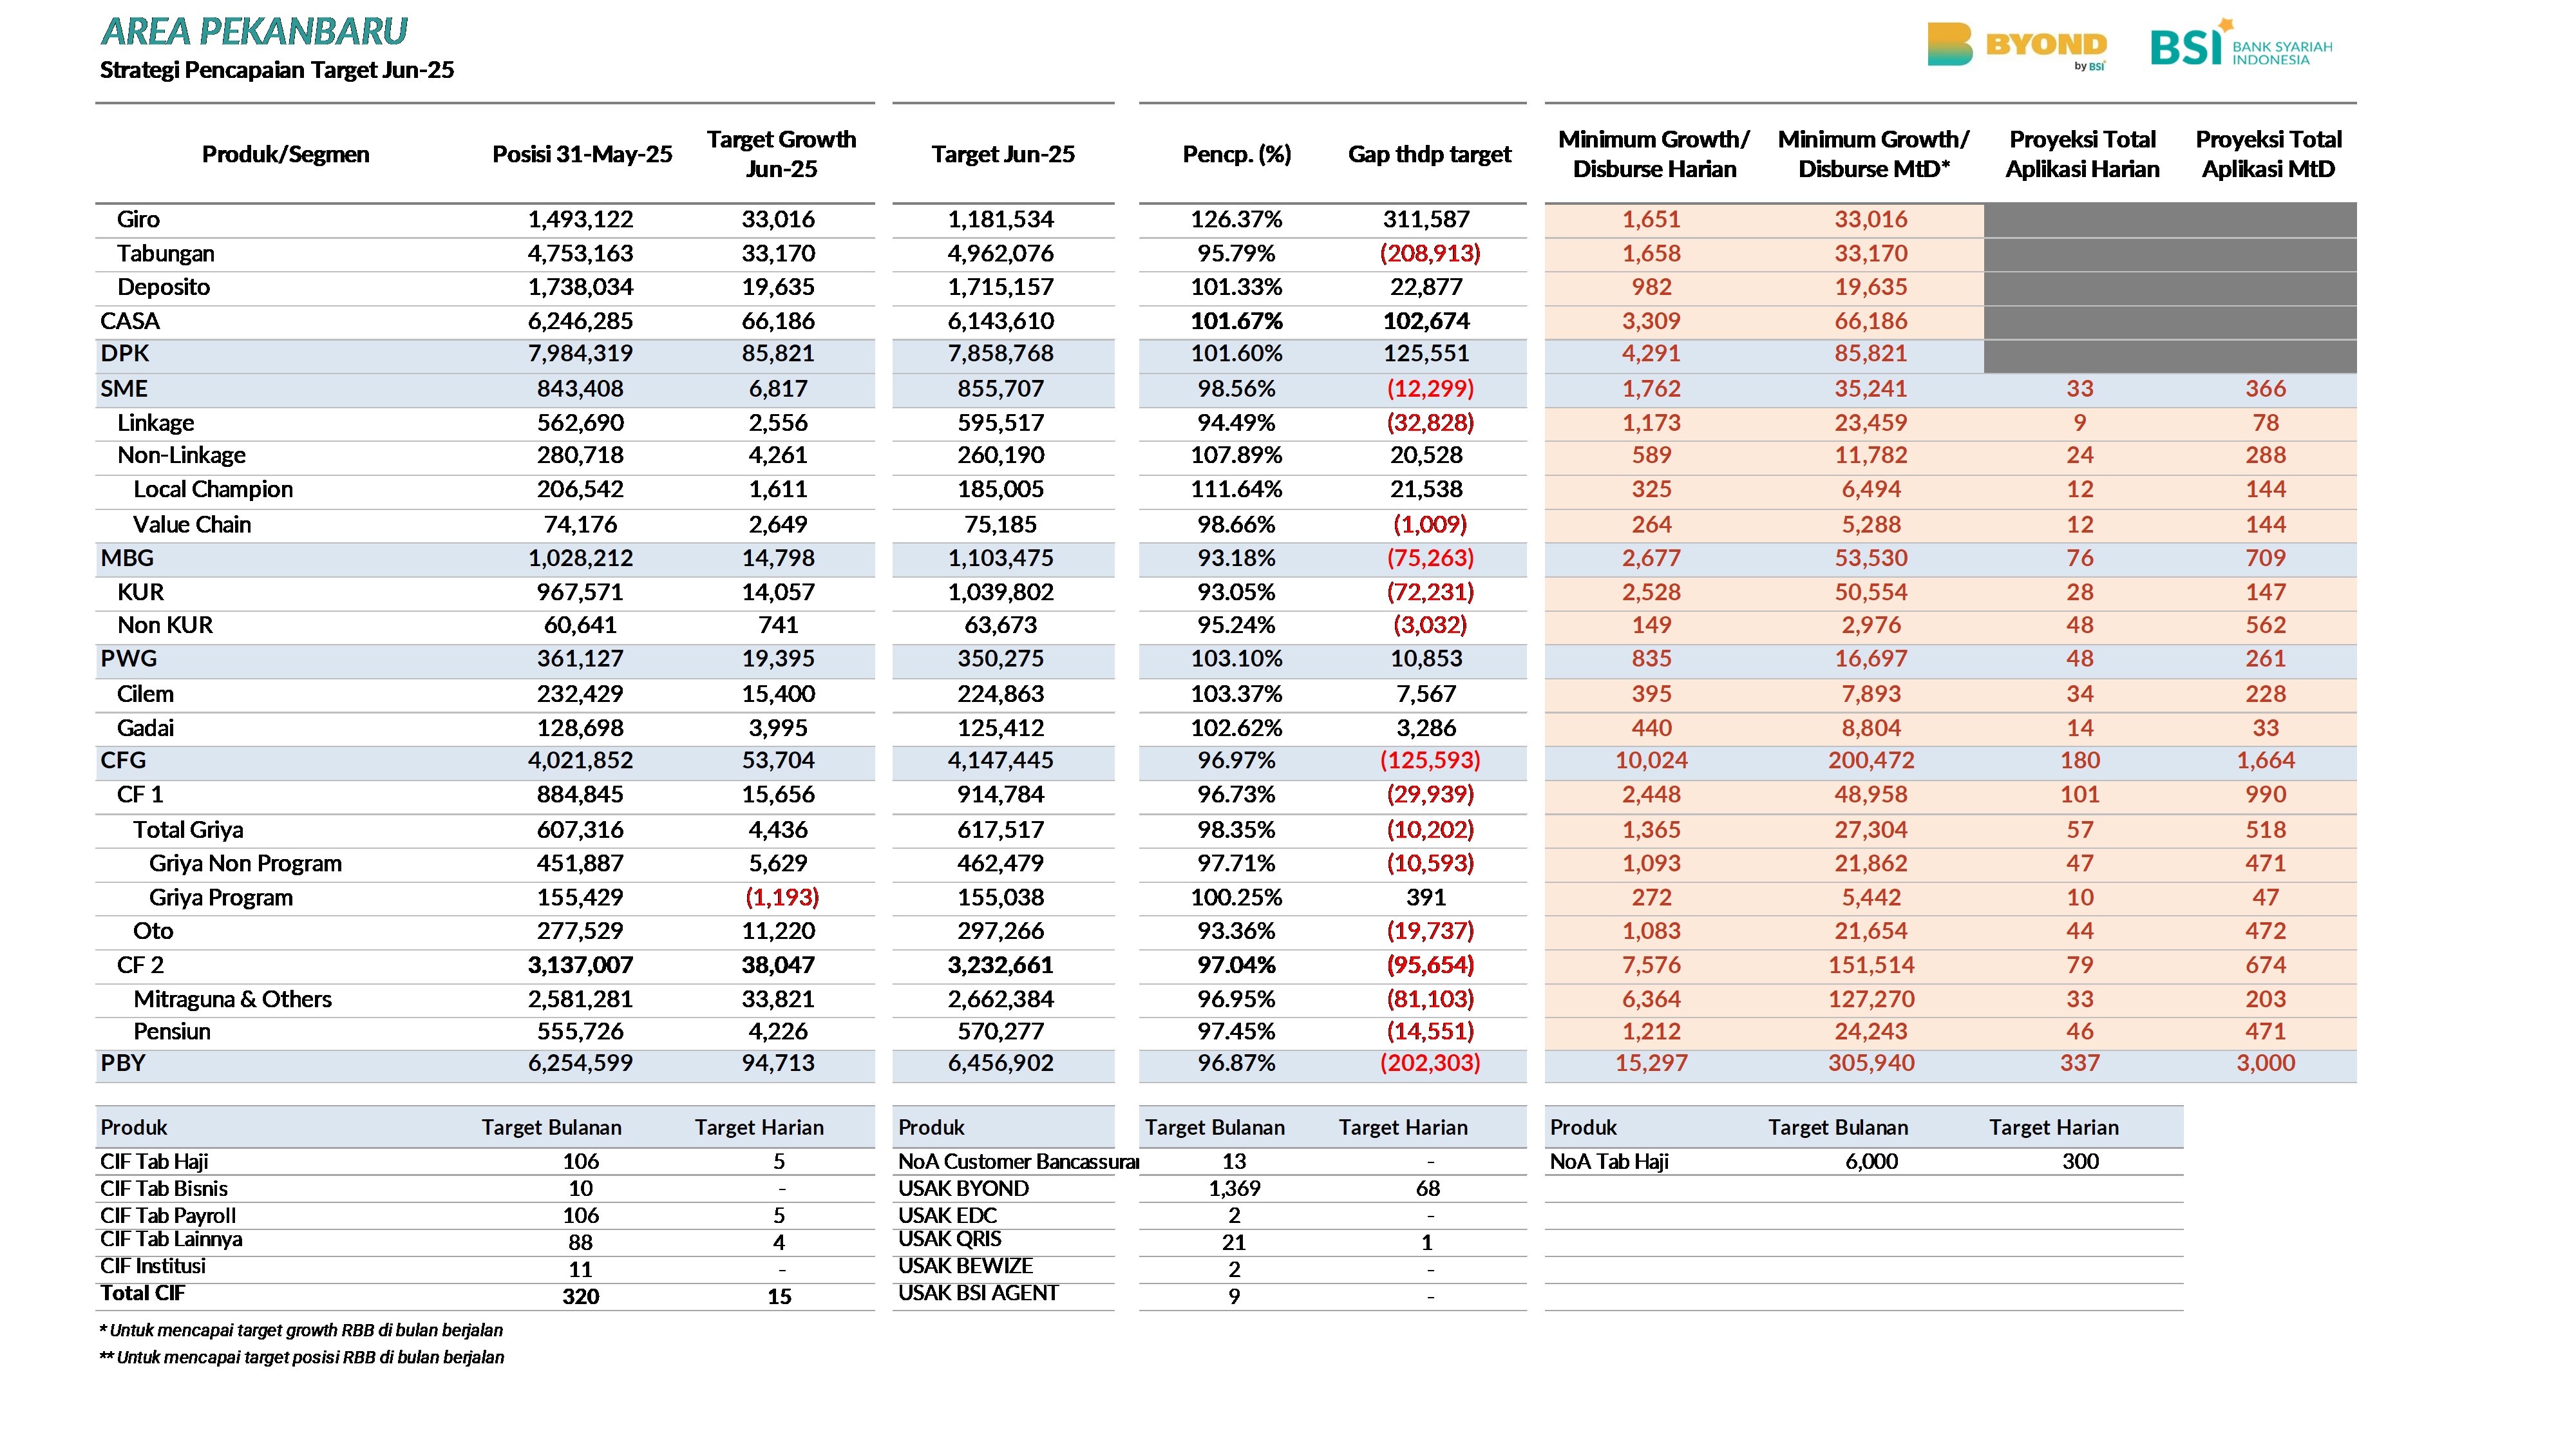 AREA PEKANBARU
Strategi Pencapaian Target Jun-25
BYOND
by BSI
BSI BANK SYARIAH
INDONESIA
Produk/Segmen Posisi 31-May-25 Target Growth Jun-25 Target Jun-25 Pencp. (%) Gap thdp target Minimum Growth/ Disburse Harian Minimum Growth/ Disburse MtD* Proyeksi Total Aplikasi Harian Proyeksi Total Aplikasi MtD
Giro 1,493,122 33,016 1,181,534 126.37% 311,587 1,651 33,016
Tabungan 4,753,163 33,170 4,962,076 95.79% (208,913) 1,658 33,170
Deposito 1,738,034 19,635 1,715,157 101.33% 22,877 982 19,635
CASA 6,246,285 66,186 6,143,610 101.67% 102,674 3,309 66,186
DPK 7,984,319 85,821 7,858,768 101.60% 125,551 4,291 85,821
SME 843,408 6,817 855,707 98.56% (12,299) 1,762 35,241 33 366
Linkage 562,690 2,556 595,517 94.49% (32,828) 1,173 23,459 9 78
Non-Linkage 280,718 4,261 260,190 107.89% 20,528 589 11,782 24 288
Local Champion 206,542 1,611 185,005 111.64% 21,538 325 6,494 12 144
Value Chain 74,176 2,649 75,185 98.66% (1,009) 264 5,288 12 144
MBG 1,028,212 14,798 1,103,475 93.18% (75,263) 2,677 53,530 76 709
KUR 967,571 14,057 1,039,802 93.05% (72,231) 2,528 50,554 28 147
Non KUR 60,641 741 63,673 95.24% (3,032) 149 2,976 48 562
PWG 361,127 19,395 350,275 103.10% 10,853 835 16,697 48 261
Cilem 232,429 15,400 224,863 103.37% 7,567 395 7,893 34 228
Gadai 128,698 3,995 125,412 102.62% 3,286 440 8,804 14 33
CFG 4,021,852 53,704 4,147,445 96.97% (125,593) 10,024 200,472 180 1,664
CF 1 884,845 15,656 914,784 96.73% (29,939) 2,448 48,958 101 990
Total Griya 607,316 4,436 617,517 98.35% (10,202) 1,365 27,304 57 518
Griya Non Program 451,887 5,629 462,479 97.71% (10,593) 1,093 21,862 47 471
Griya Program 155,429 (1,193) 155,038 100.25% 391 272 5,442 10 47
Oto 277,529 11,220 297,266 93.36% (19,737) 1,083 21,654 44 472
CF 2 3,137,007 38,047 3,232,661 97.04% (95,654) 7,576 151,514 79 674
Mitraguna & Others 2,581,281 33,821 2,662,384 96.95% (81,103) 6,364 127,270 33 203
Pensiun 555,726 4,226 570,277 97.45% (14,551) 1,212 24,243 46 471
PBY 6,254,599 94,713 6,456,902 96.87% (202,303) 15,297 305,940 337 3,000
Produk Target Bulanan Target Harian Produk Target Bulanan Target Harian Produk Target Bulanan Target Harian
CIF Tab Haji 106 5 NoA Customer Bancassuran 13 - NoA Tab Haji 6,000 300
CIF Tab Bisnis 10 - USAK BYOND 1,369 68
CIF Tab Payroll 106 5 USAK EDC 2 -
CIF Tab Lainnya 88 4 USAK QRIS 21 1
CIF Institusi 11 - USAK BEWIZE 2 -
Total CIF 320 15 USAK BSI AGENT 9 -
* Untuk mencapai target growth RBB di bulan berjalan
** Untuk mencapai target posisi RBB di bulan berjalan